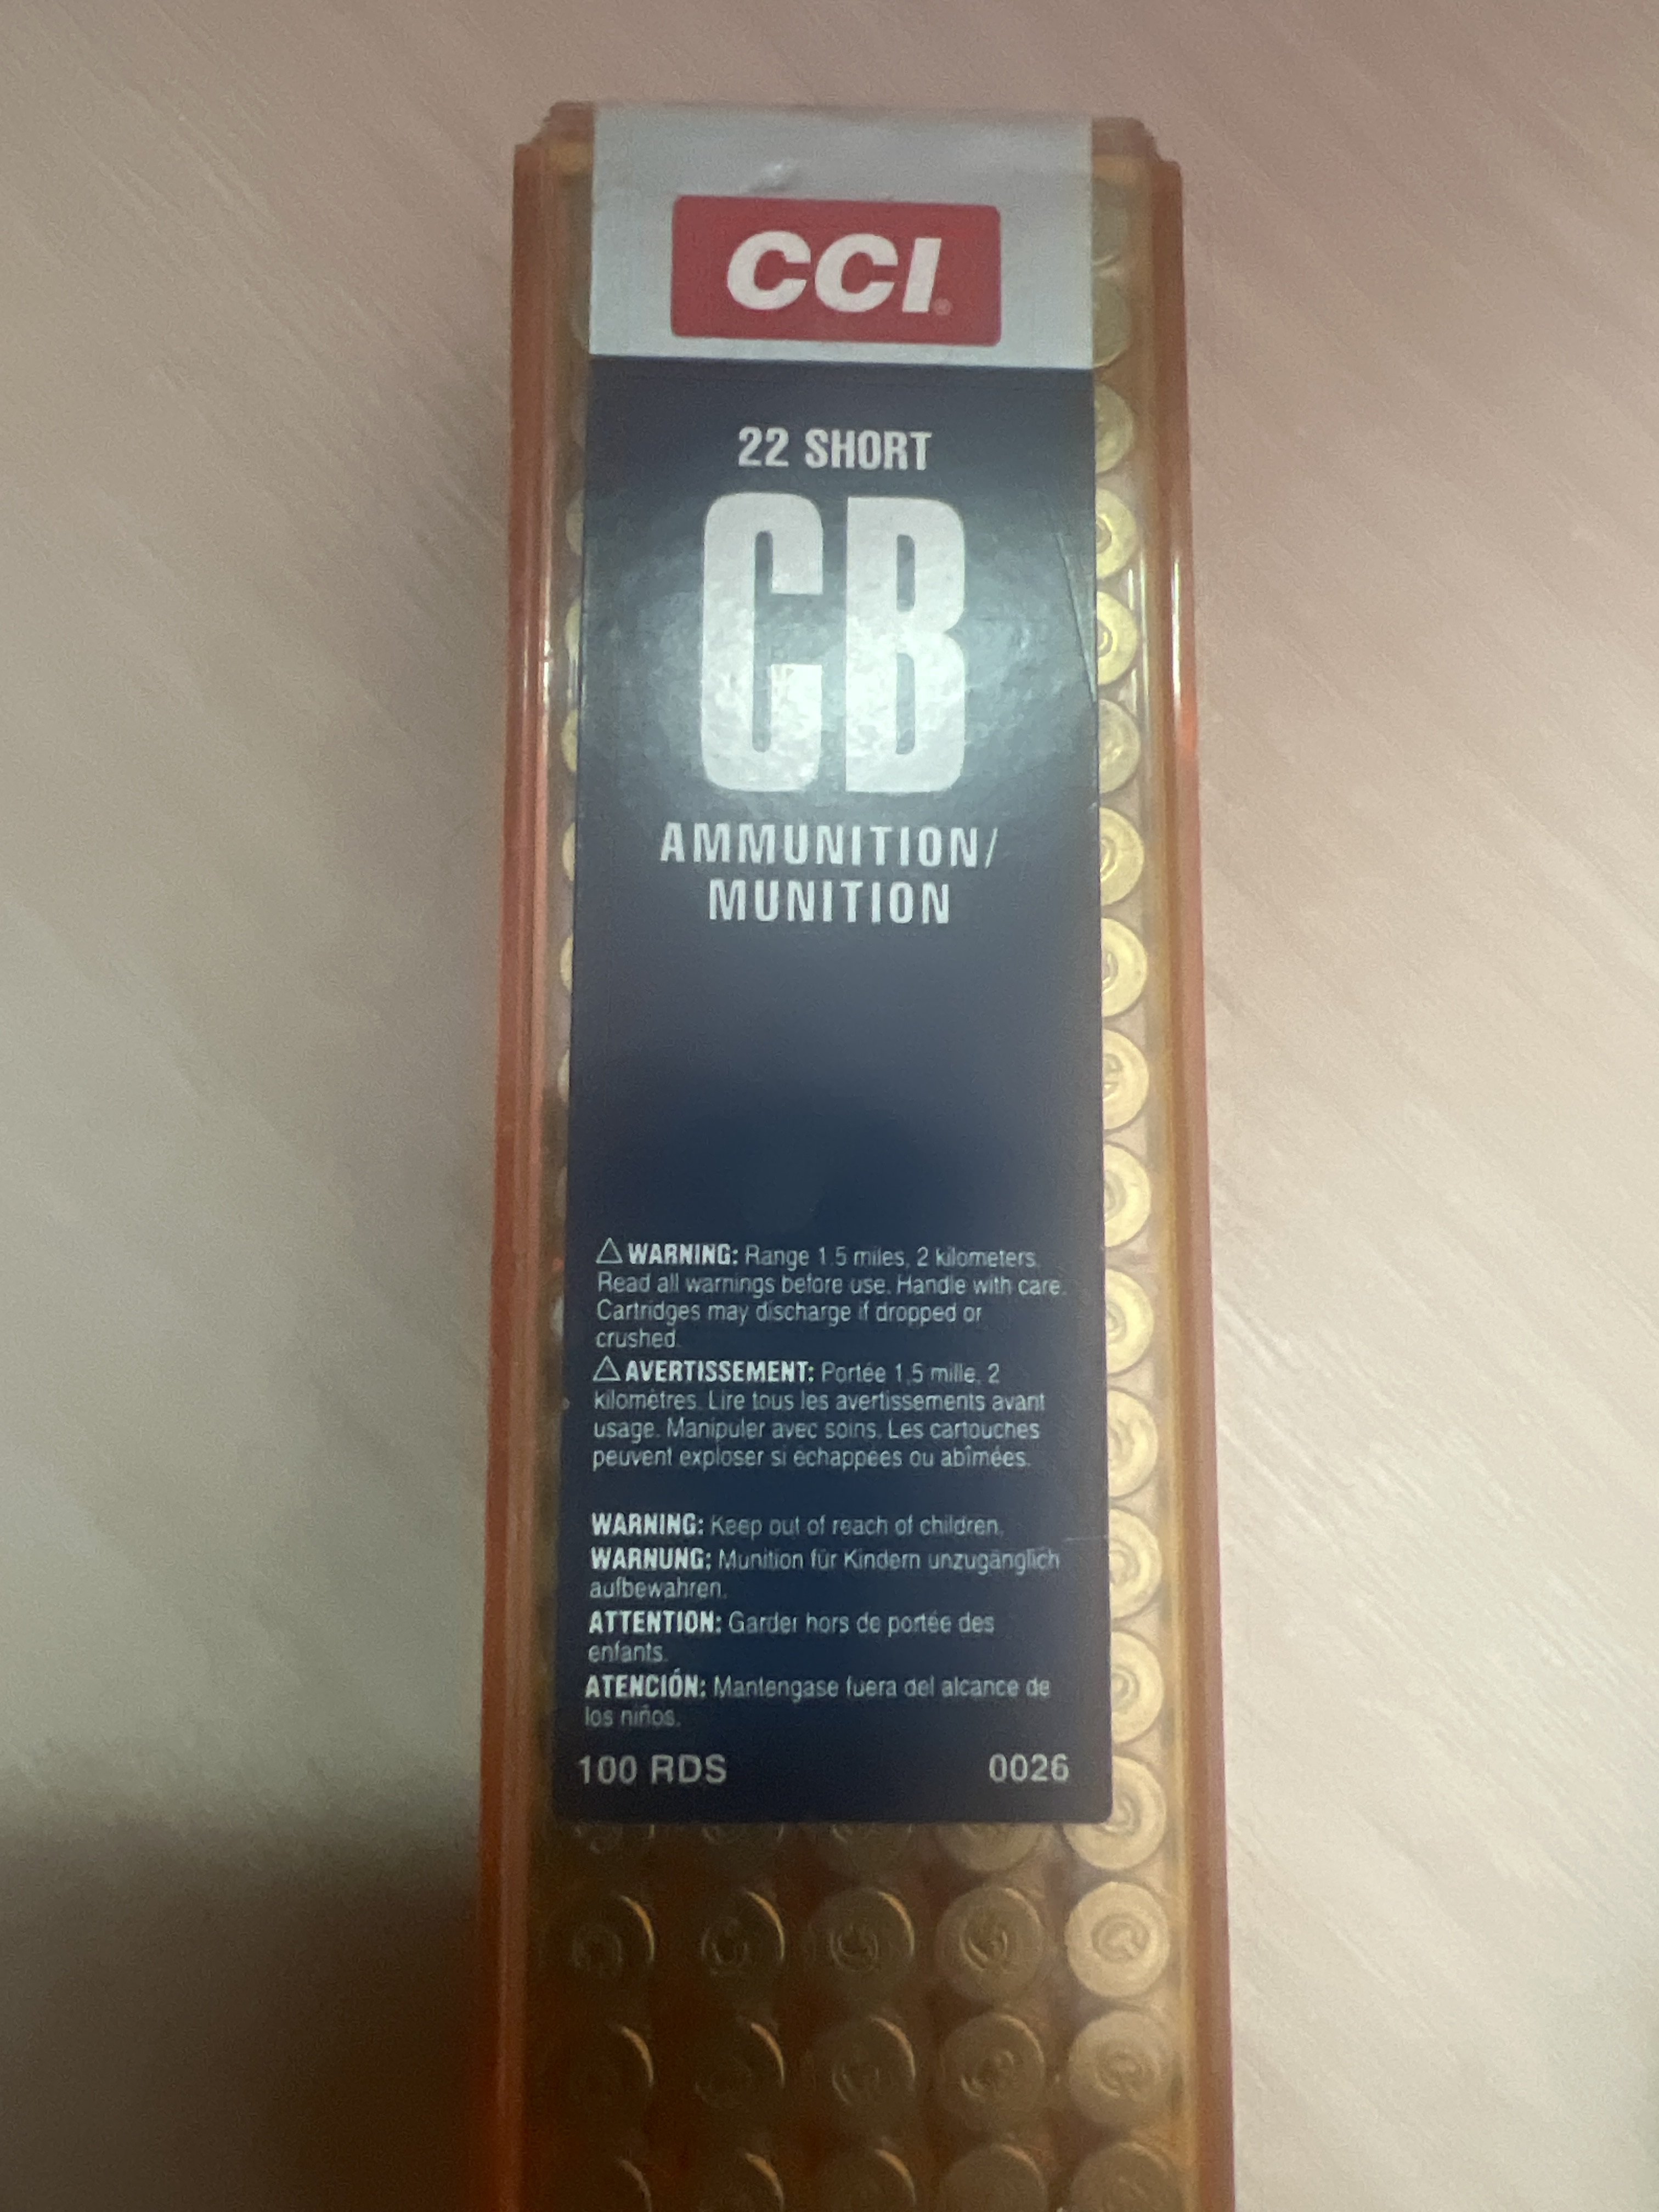 CCI®
22 SHORT
CB
AMMUNITION/
MUNITION
⚠ WARNING: Range 1.5 miles, 2 kilometers.
Read all warnings before use. Handle with care.
Cartridges may discharge if dropped or
crushed.
⚠ AVERTISSEMENT: Portée 1,5 mille, 2
kilomètres. Lire tous les avertissements avant
usage. Manipuler avec soins. Les cartouches
peuvent exploser si échappées ou abîmées.
WARNING: Keep out of reach of children.
WARNUNG: Munition für Kindern unzugänglich
aufbewahren.
ATTENTION: Garder hors de portée des
enfants.
ATENCIÓN: Mantengase fuera del alcance de
los niños.
100 RDS 0026